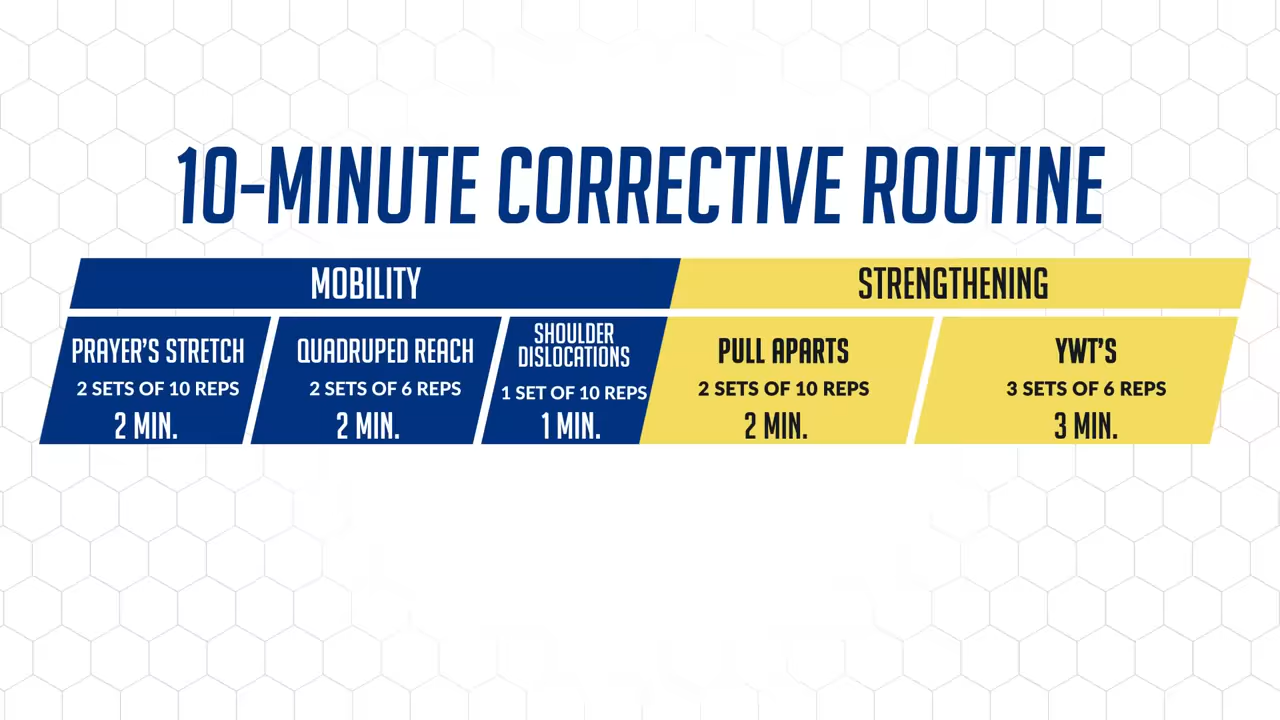 10-MINUTE CORRECTIVE ROUTINE
MOBILITY
STRENGTHENING
PRAYER'S STRETCH
2 SETS OF 10 REPS
2 MIN.
QUADRUPED REACH
2 SETS OF 6 REPS
2 MIN.
SHOULDER
DISLOCATIONS
1 SET OF 10 REPS
1 MIN.
PULL APARTS
2 SETS OF 10 REPS
2 MIN.
YWT'S
3 SETS OF 6 REPS
3 MIN.